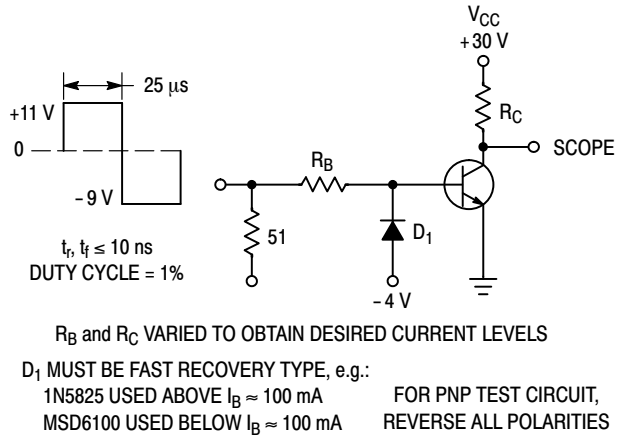 V_CC
+30 V
25 μs
+11 V
R_C
0
SCOPE
R_B
−9 V
51
D_1
t_r, t_f ≤ 10 ns
DUTY CYCLE = 1%
−4 V
R_B and R_C VARIED TO OBTAIN DESIRED CURRENT LEVELS
D_1 MUST BE FAST RECOVERY TYPE, e.g.:
1N5825 USED ABOVE I_B ≈ 100 mA
MSD6100 USED BELOW I_B ≈ 100 mA
FOR PNP TEST CIRCUIT,
REVERSE ALL POLARITIES